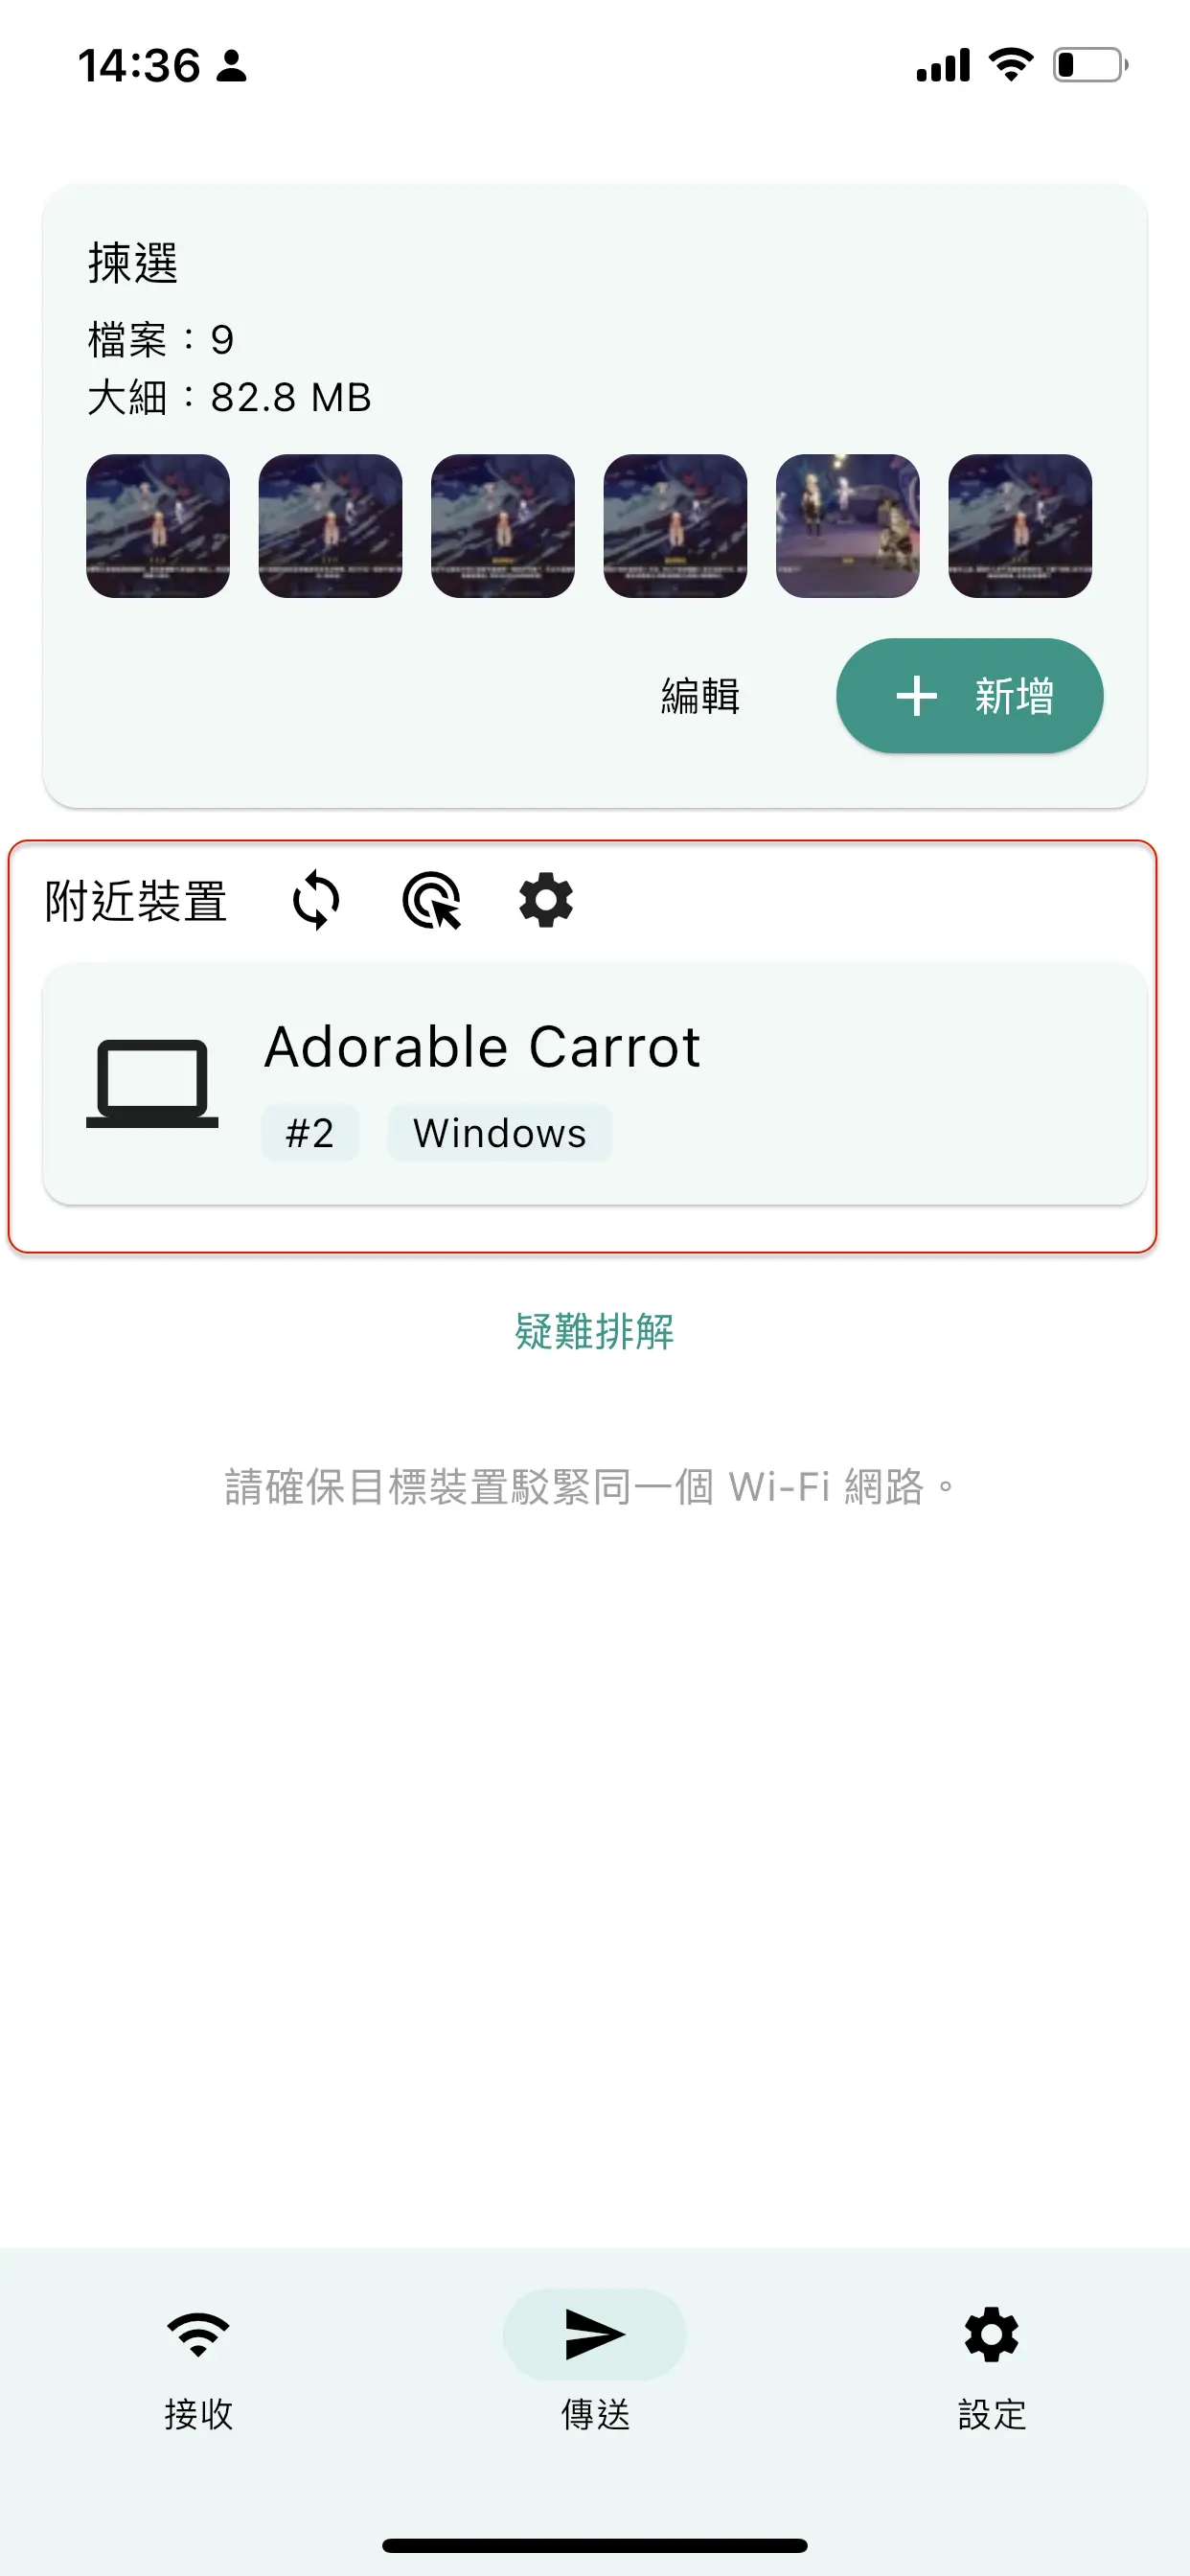 14:36
揀選
檔案：9
大細：82.8 MB
編輯
新增
附近裝置
Adorable Carrot
#2 Windows
疑難排解
請確保目標裝置駁緊同一個 Wi-Fi 網路。
接收 傳送 設定